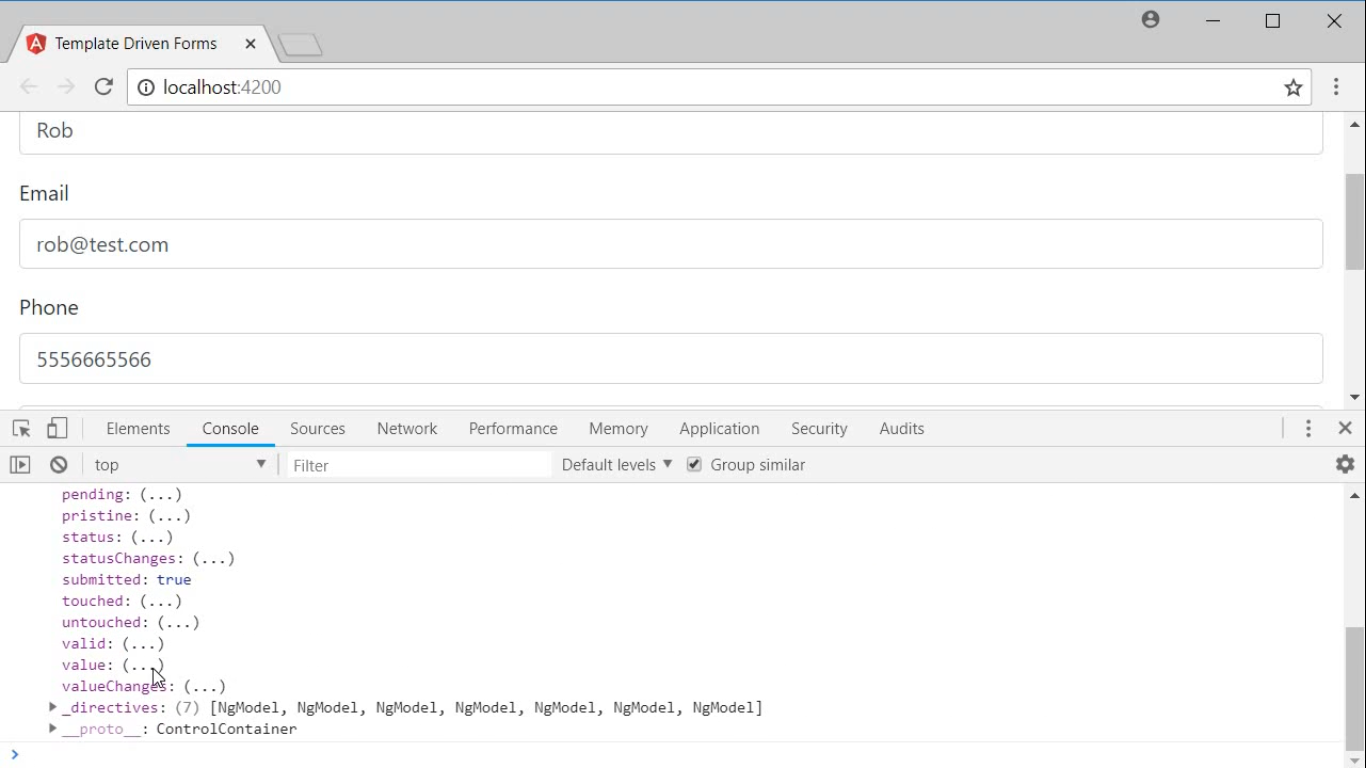 Template Driven Forms
localhost:4200
Rob
Email
rob@test.com
Phone
5556665566
Elements Console Sources Network Performance Memory Application Security Audits
top Filter Default levels Group similar
pending: (...)
pristine: (...)
status: (...)
statusChanges: (...)
submitted: true
touched: (...)
untouched: (...)
valid: (...)
value: (...)
valueChanges: (...)
_directives: (7) [NgModel, NgModel, NgModel, NgModel, NgModel, NgModel, NgModel]
__proto__: ControlContainer